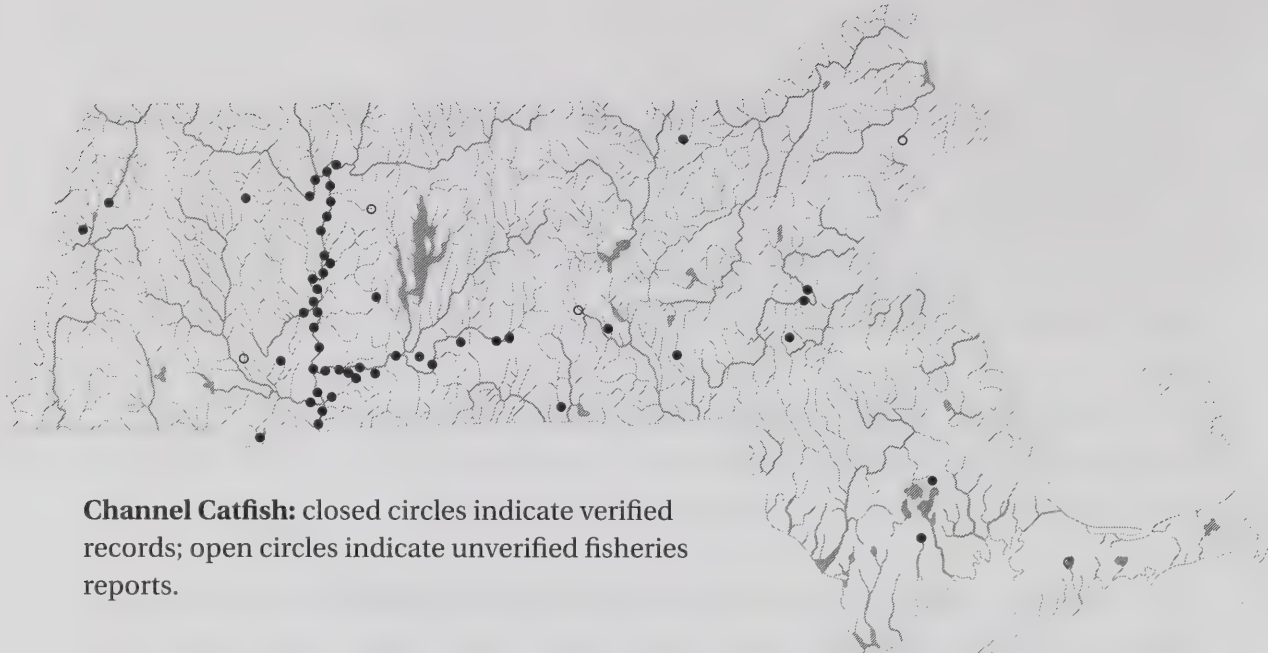 Channel Catfish: closed circles indicate verified
records; open circles indicate unverified fisheries
reports.